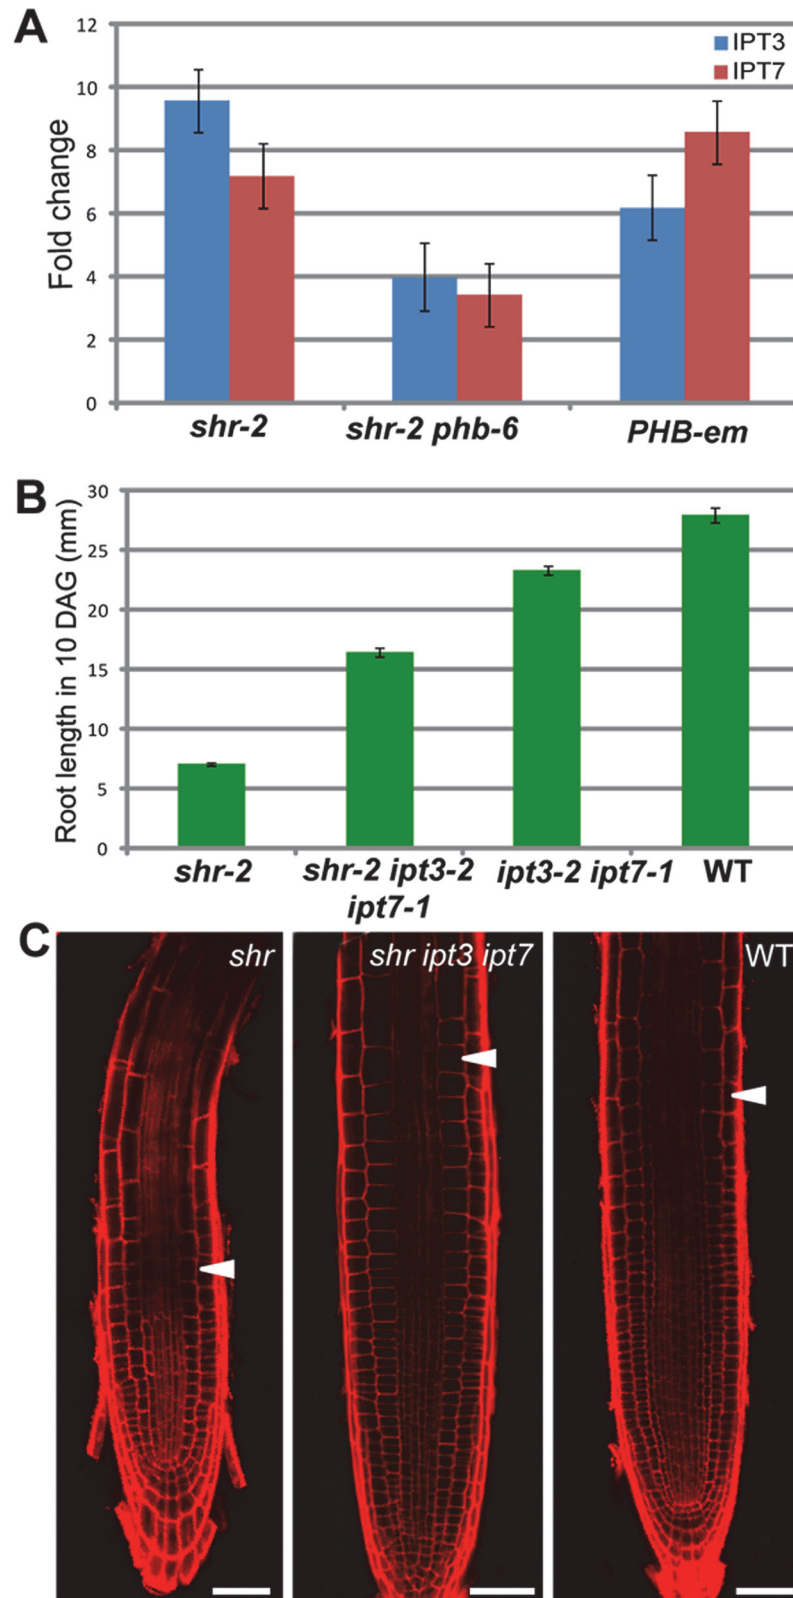 A
Fold change
12
10
8
6
4
2
0
IPT3
IPT7
shr-2
shr-2 phb-6
PHB-em
B
Root length in 10 DAG (mm)
30
25
20
15
10
5
0
shr-2
shr-2 ipt3-2
ipt7-1
ipt3-2 ipt7-1
WT
C
shr
shr ipt3 ipt7
WT